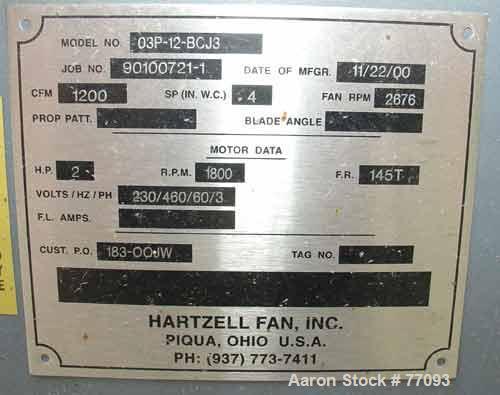 MODEL NO. 03P-12-BCJ3
JOB NO. 90100721-1 DATE OF MFGR. 11/22/00
CFM 1200 SP (IN. W.C.) 4 FAN RPM 2676
PROP PATT. BLADE ANGLE
MOTOR DATA
H.P. 2 R.P.M. 1800 F.R. 145T
VOLTS / HZ / PH 230/460/60/3
F.L. AMPS.
CUST. P.O. 183-OOJW TAG NO.
HARTZELL FAN, INC.
PIQUA, OHIO U.S.A.
PH: (937) 773-7411
Aaron Stock # 77093